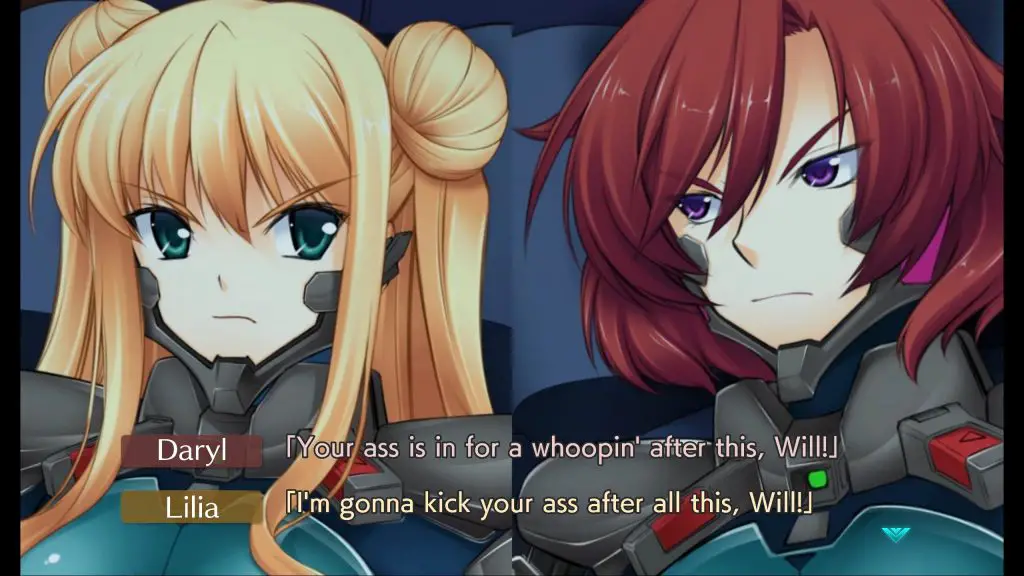 Daryl 「Your ass is in for a whoopin' after this, Will!」
Lilia 「I'm gonna kick your ass after all this, Will!」